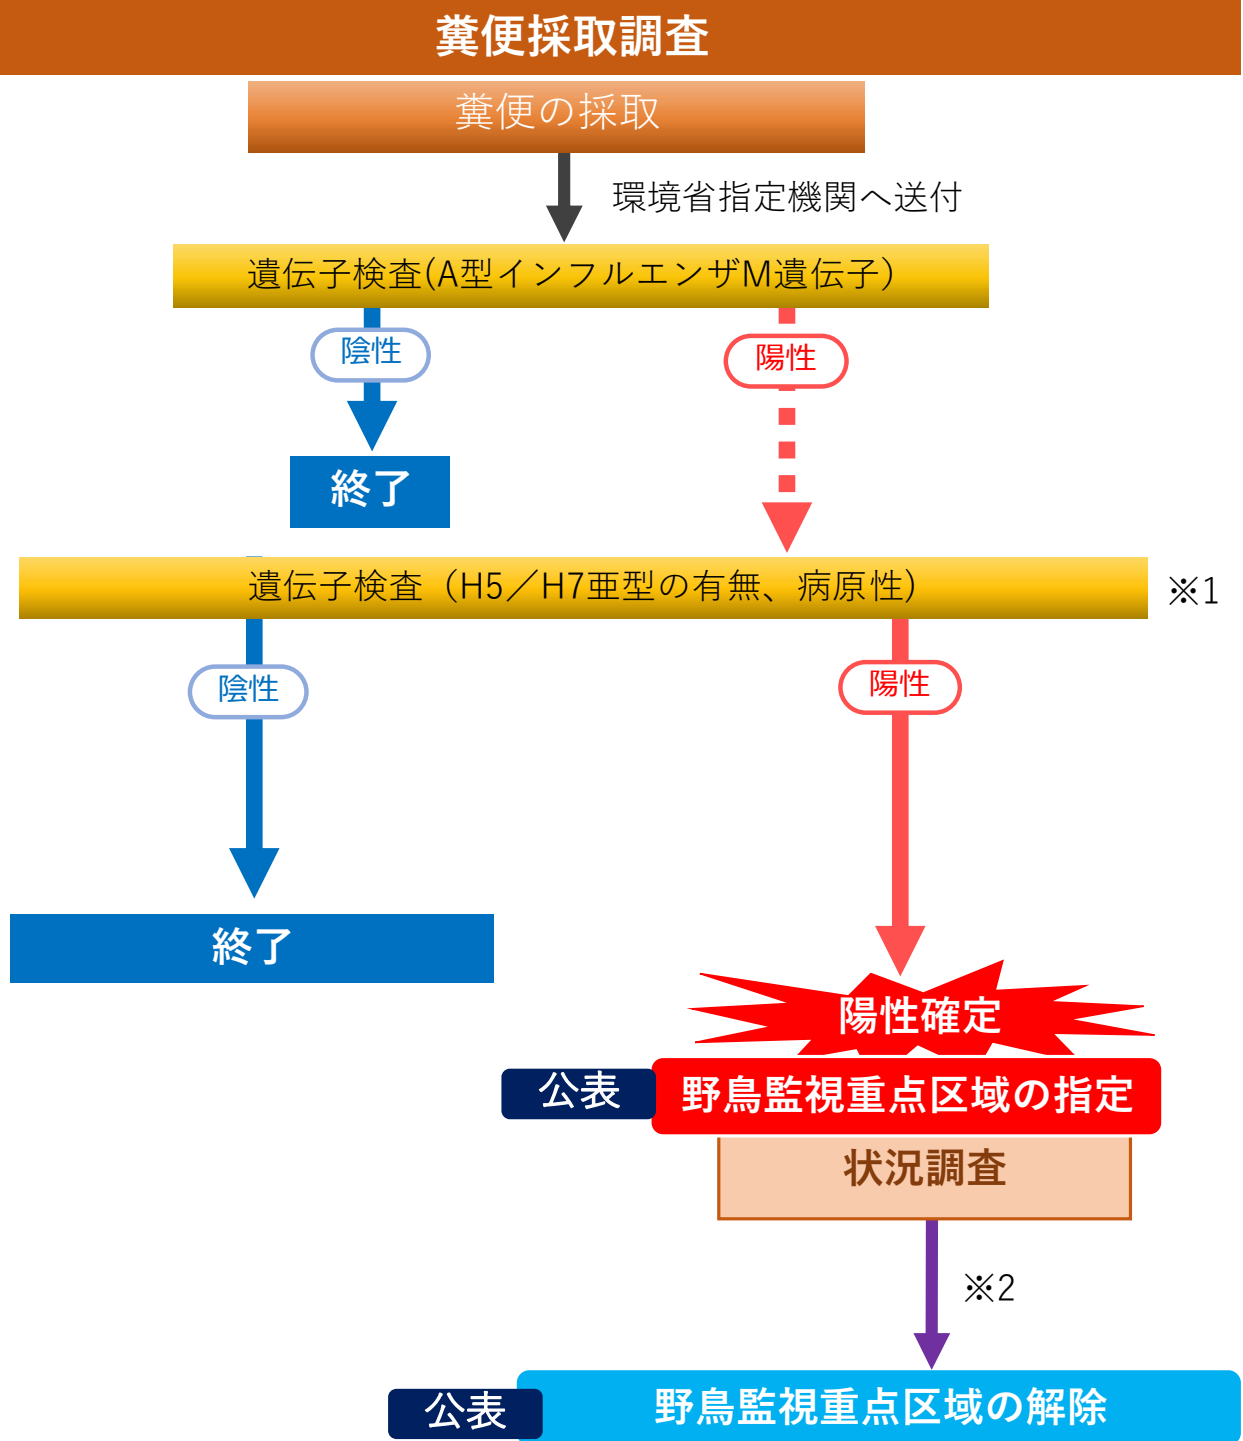 糞便採取調査
糞便の採取
環境省指定機関へ送付
遺伝子検査(A型インフルエンザM遺伝子）
陰性
陽性
終了
遺伝子検査（H5／H7亜型の有無、病原性）
※1
陰性
陽性
終了
陽性確定
公表
野鳥監視重点区域の指定
状況調査
※2
公表
野鳥監視重点区域の解除